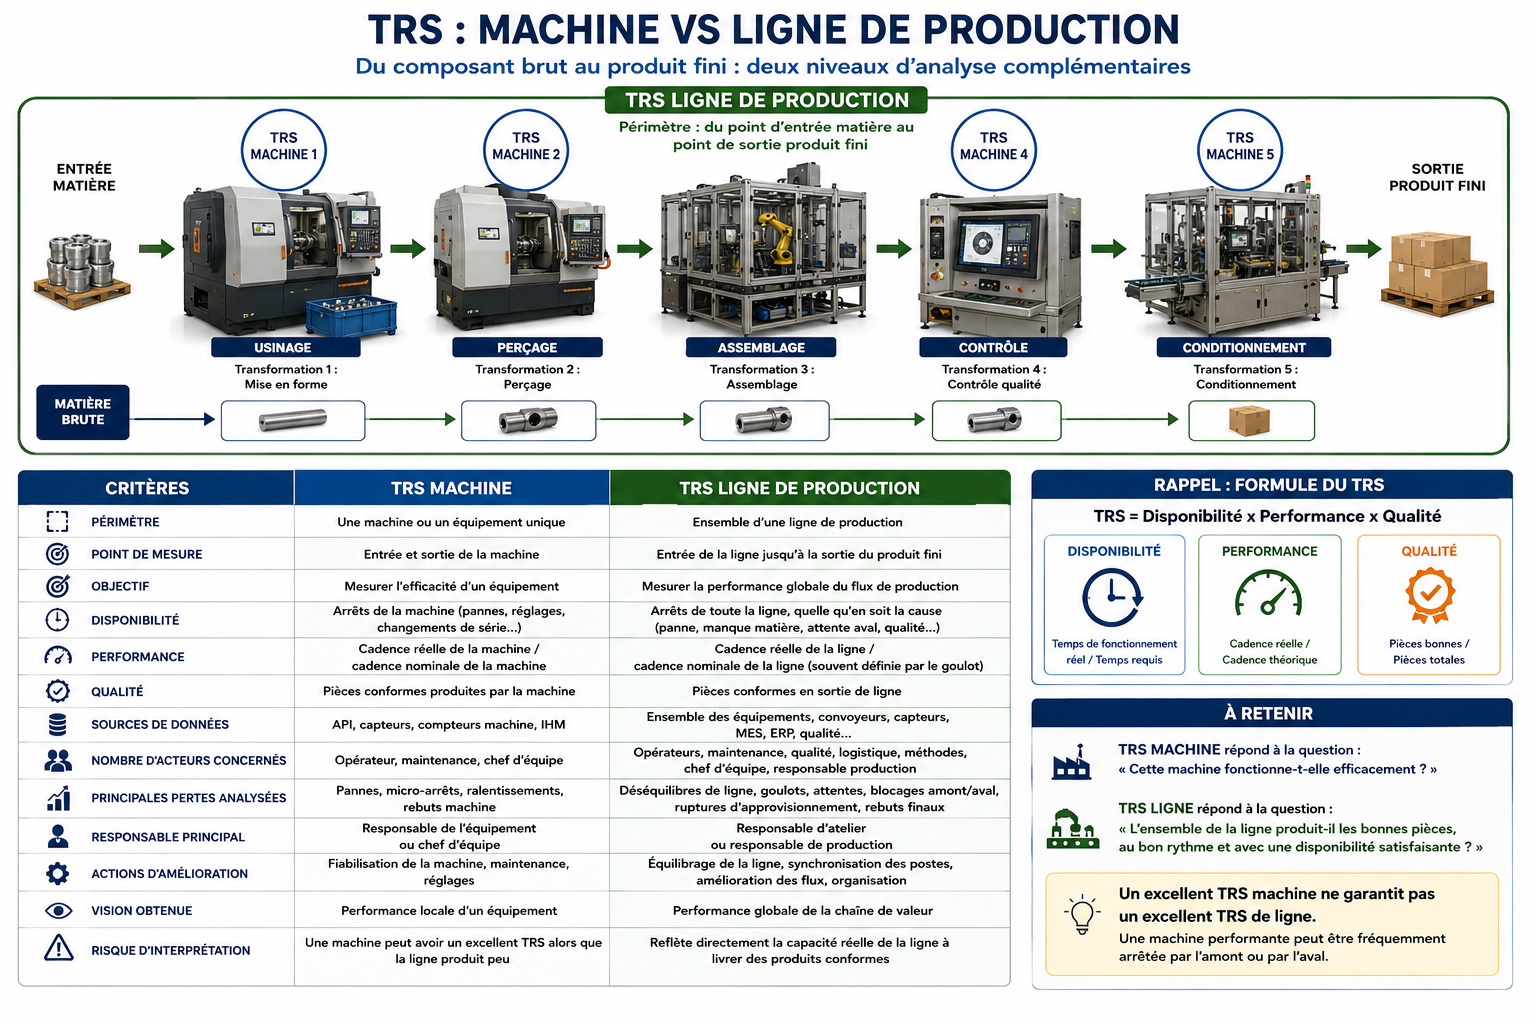 TRS : MACHINE VS LIGNE DE PRODUCTION
Du composant brut au produit fini : deux niveaux d’analyse complémentaires
TRS LIGNE DE PRODUCTION
Périmètre : du point d’entrée matière au
point de sortie produit fini
ENTRÉE
MATIÈRE
TRS
MACHINE 1
TRS
MACHINE 2
TRS
MACHINE 4
TRS
MACHINE 5
SORTIE
PRODUIT FINI
USINAGE
PERÇAGE
ASSEMBLAGE
CONTRÔLE
CONDITIONNEMENT
Transformation 1 :
Mise en forme
Transformation 2 :
Perçage
Transformation 3 :
Assemblage
Transformation 4 :
Contrôle qualité
Transformation 5 :
Conditionnement
MATIÈRE
BRUTE
CRITÈRES
TRS MACHINE
TRS LIGNE DE PRODUCTION
PÉRIMÈTRE
Une machine ou un équipement unique
Ensemble d’une ligne de production
POINT DE MESURE
Entrée et sortie de la machine
Entrée de la ligne jusqu’à la sortie du produit fini
OBJECTIF
Mesurer l’efficacité d’un équipement
Mesurer la performance globale du flux de production
DISPONIBILITÉ
Arrêts de la machine (pannes, réglages,
changements de série...)
Arrêts de toute la ligne, quelle qu’en soit la cause
(panne, manque matière, attente aval, qualité...)
PERFORMANCE
Cadence réelle de la machine /
cadence nominale de la machine
Cadence réelle de la ligne /
cadence nominale de la ligne (souvent définie par le goulot)
QUALITÉ
Pièces conformes produites par la machine
Pièces conformes en sortie de ligne
SOURCES DE DONNÉES
API, capteurs, compteurs machine, IHM
Ensemble des équipements, convoyeurs, capteurs,
MES, ERP, qualité...
NOMBRE D’ACTEURS CONCERNÉS
Opérateur, maintenance, chef d’équipe
Opérateurs, maintenance, qualité, logistique, méthodes,
chef d’équipe, responsable production
PRINCIPALES PERTES ANALYSÉES
Pannes, micro-arrêts, ralentissements,
rebuts machine
Déséquilibres de ligne, goulots, attentes, blocages amont/aval,
ruptures d’approvisionnement, rebuts finaux
RESPONSABLE PRINCIPAL
Responsable de l’équipement
ou chef d’équipe
Responsable d’atelier
ou responsable de production
ACTIONS D’AMÉLIORATION
Fiabilisation de la machine, maintenance,
réglages
Équilibrage de la ligne, synchronisation des postes,
amélioration des flux, organisation
VISION OBTENUE
Performance locale d’un équipement
Performance globale de la chaîne de valeur
RISQUE D’INTERPRÉTATION
Une machine peut avoir un excellent TRS alors que
la ligne produit peu
Reflète directement la capacité réelle de la ligne à
livrer des produits conformes
RAPPEL : FORMULE DU TRS
TRS = Disponibilité x Performance x Qualité
DISPONIBILITÉ
Temps de fonctionnement
réel / Temps requis
PERFORMANCE
Cadence réelle /
Cadence théorique
QUALITÉ
Pièces bonnes /
Pièces totales
À RETENIR
TRS MACHINE répond à la question :
« Cette machine fonctionne-t-elle efficacement ? »
TRS LIGNE répond à la question :
« L’ensemble de la ligne produit-il les bonnes pièces,
au bon rythme et avec une disponibilité satisfaisante ? »
Un excellent TRS machine ne garantit pas
un excellent TRS de ligne.
Une machine performante peut être fréquemment
arrêtée par l’amont ou par l’aval.